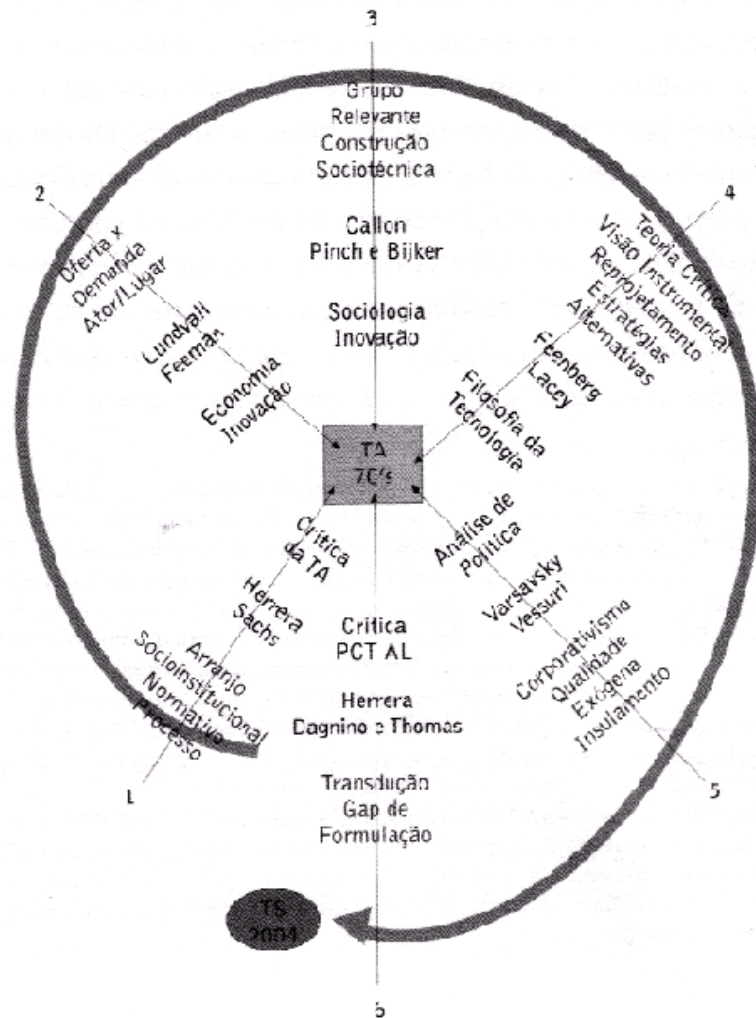 3
Grupo
Relevante
Construção
Sociotécnica
Callon
Pinch e Bijker
Sociologia
Inovação
2
Oferta x
Demanda
Ator/Lugar
Lundvall
Feeman
Economia
Inovação
4
Teoria Crítica
Visão Instrumental
Reprojetamento
Estratégias
Alternativas
Feenberg
Laccy
Filosofia da
Tecnologia
TA
70's
Crítica
da TA
Herrera
Sachs
Arranjo
Socioinstitucional
Normativo
Processo
1
Análise de
Política
Varsavsky
Vessuri
Corporativismo
Qualidade
Exógena
Insulamento
5
Crítica
PCT AL
Herrera
Dagnino e Thomas
Transdução
Gap de
Formulação
TS
2004
6